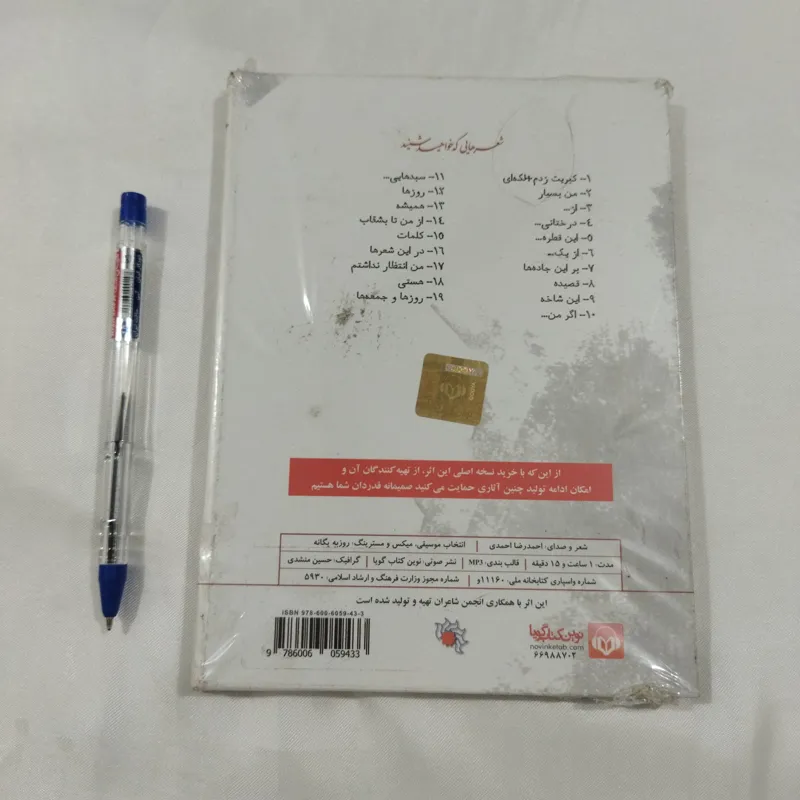 شعرهایی که خواهید شنید
۱- کبریت زدم
۲- من بسیار
۳- از...
۴- درختانی...
۵- این قطره...
۶- از یک...
۷- بر این جاده‌ها
۸- قصیده
۹- این شاخه
۱۰- اگر من...
۱۱- سبدهایی...
۱۲- روزها
۱۳- همیشه
۱۴- از من تا بشقاب
۱۵- کلمات
۱۶- در این شعرها
۱۷- من انتظار نداشتم
۱۸- هستی
۱۹- روزها و جمعه‌ها
از این که با خرید نسخه اصلی این اثر، از تهیه کنندگان آن و
امکان ادامه تولید چنین آثاری حمایت می کنید صمیمانه قدردان شما هستیم
شعر و صدای: احمدرضا احمدی | انتخاب موسیقی، میکس و مسترینگ: روزبه یگانه
مدت: ۱ ساعت و ۱۵ دقیقه | قالب بندی: MP3 | نشر صوتی: نوین کتاب گویا | گرافیک: حسین منشدی
شماره واسپاری کتابخانه ملی: ۱۱۱۶۰و | شماره مجوز وزارت فرهنگ و ارشاد اسلامی: ۵۹۳۰
این اثر با همکاری انجمن شاعران تهیه و تولید شده است
نوین کتاب گویا
novinketab.com
۶۶۹۸۸۷۰۲
ISBN 978-600-6059-43-3
9 786006 059433